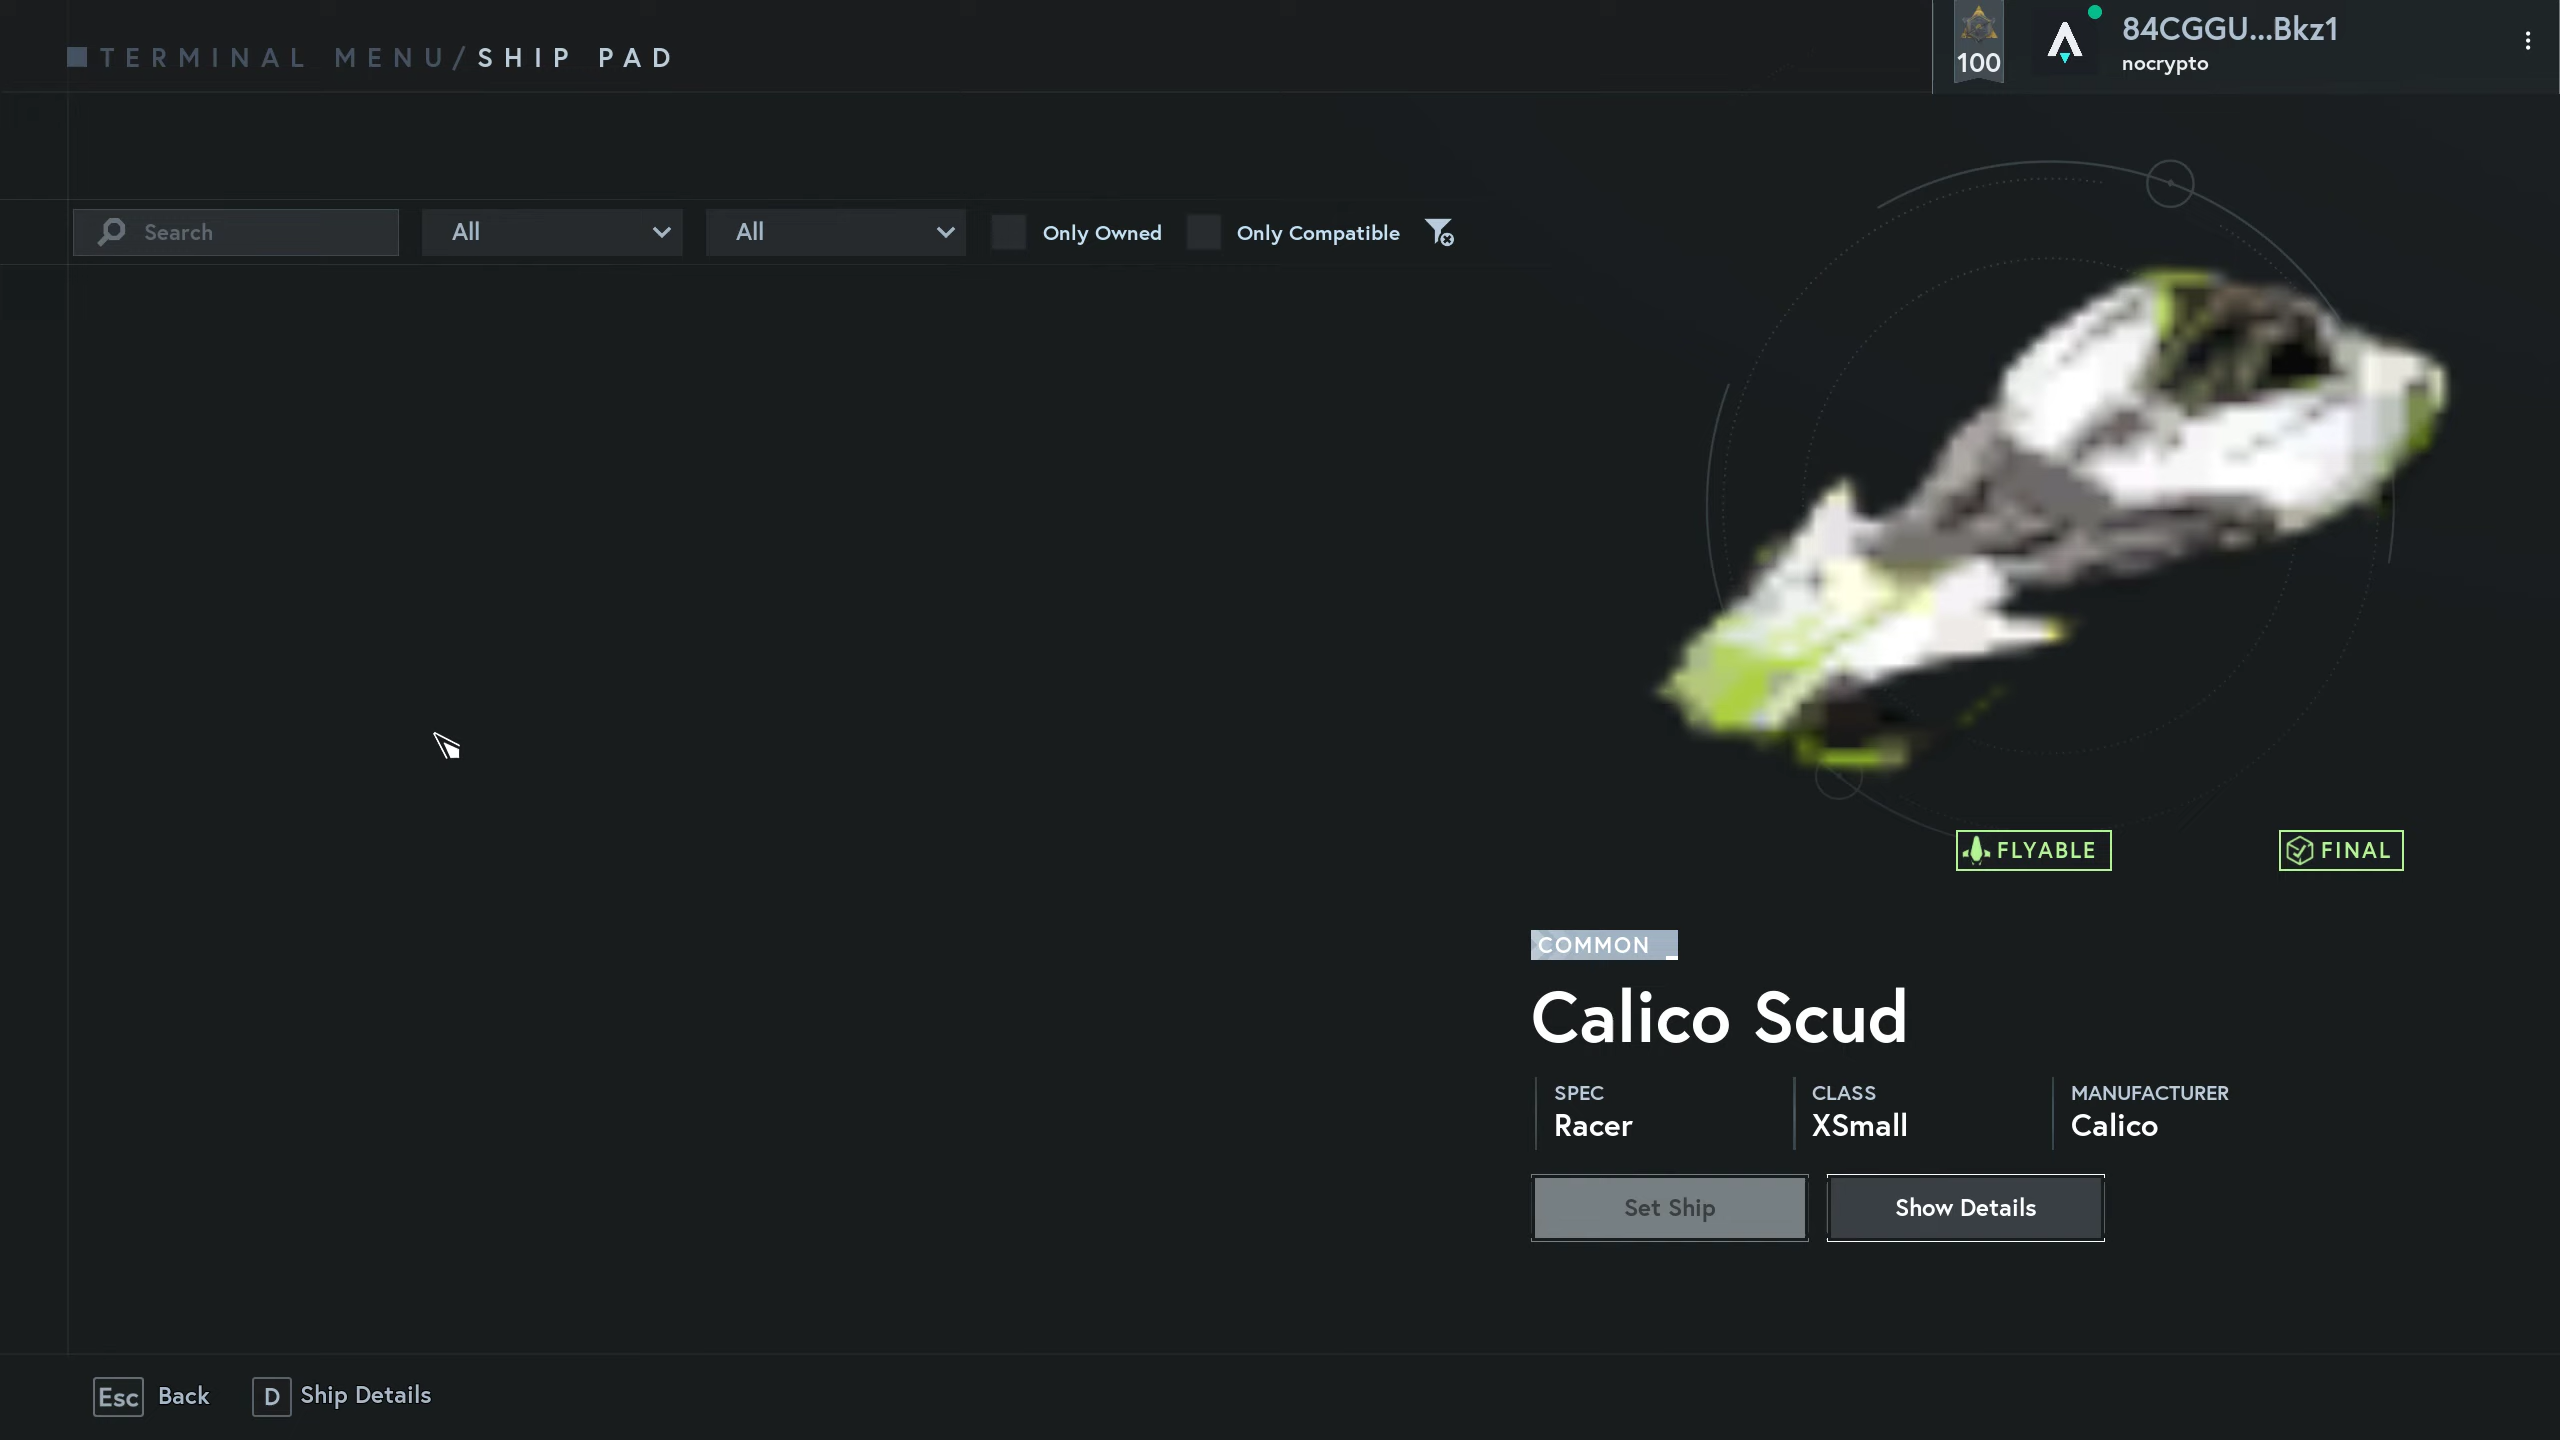 TERMINAL MENU/SHIP PAD
100
84CGGU...Bkz1
nocrypto
Search
All
All
Only Owned
Only Compatible
FLYABLE
FINAL
COMMON
Calico Scud
SPEC
Racer
CLASS
XSmall
MANUFACTURER
Calico
Set Ship
Show Details
Esc Back
D Ship Details